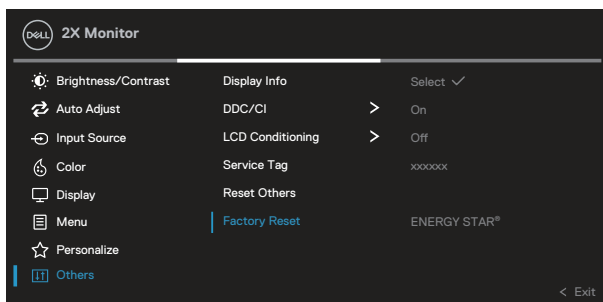 DELL 2X Monitor
Brightness/Contrast Display Info Select ✓
Auto Adjust DDC/CI > On
Input Source LCD Conditioning > Off
Color Service Tag xxxxxx
Display Reset Others
Menu Factory Reset ENERGY STAR®
Personalize
Others
< Exit